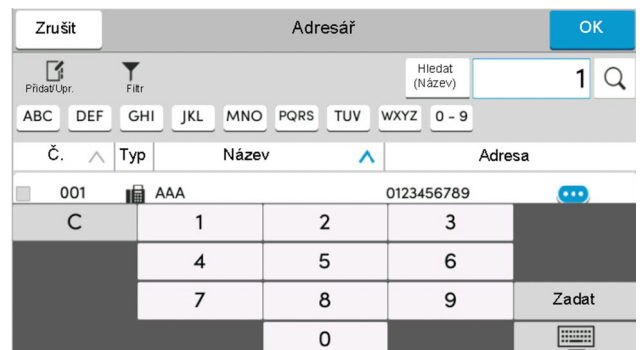 Zrušit Adresář OK
Hledat
(Název) 1
Přidat/Upr. Filtr
ABC DEF GHI JKL MNO PQRS TUV WXYZ 0 - 9
Č. Typ Název Adresa
001 AAA 0123456789
C 1 2 3
4 5 6
7 8 9 Zadat
0